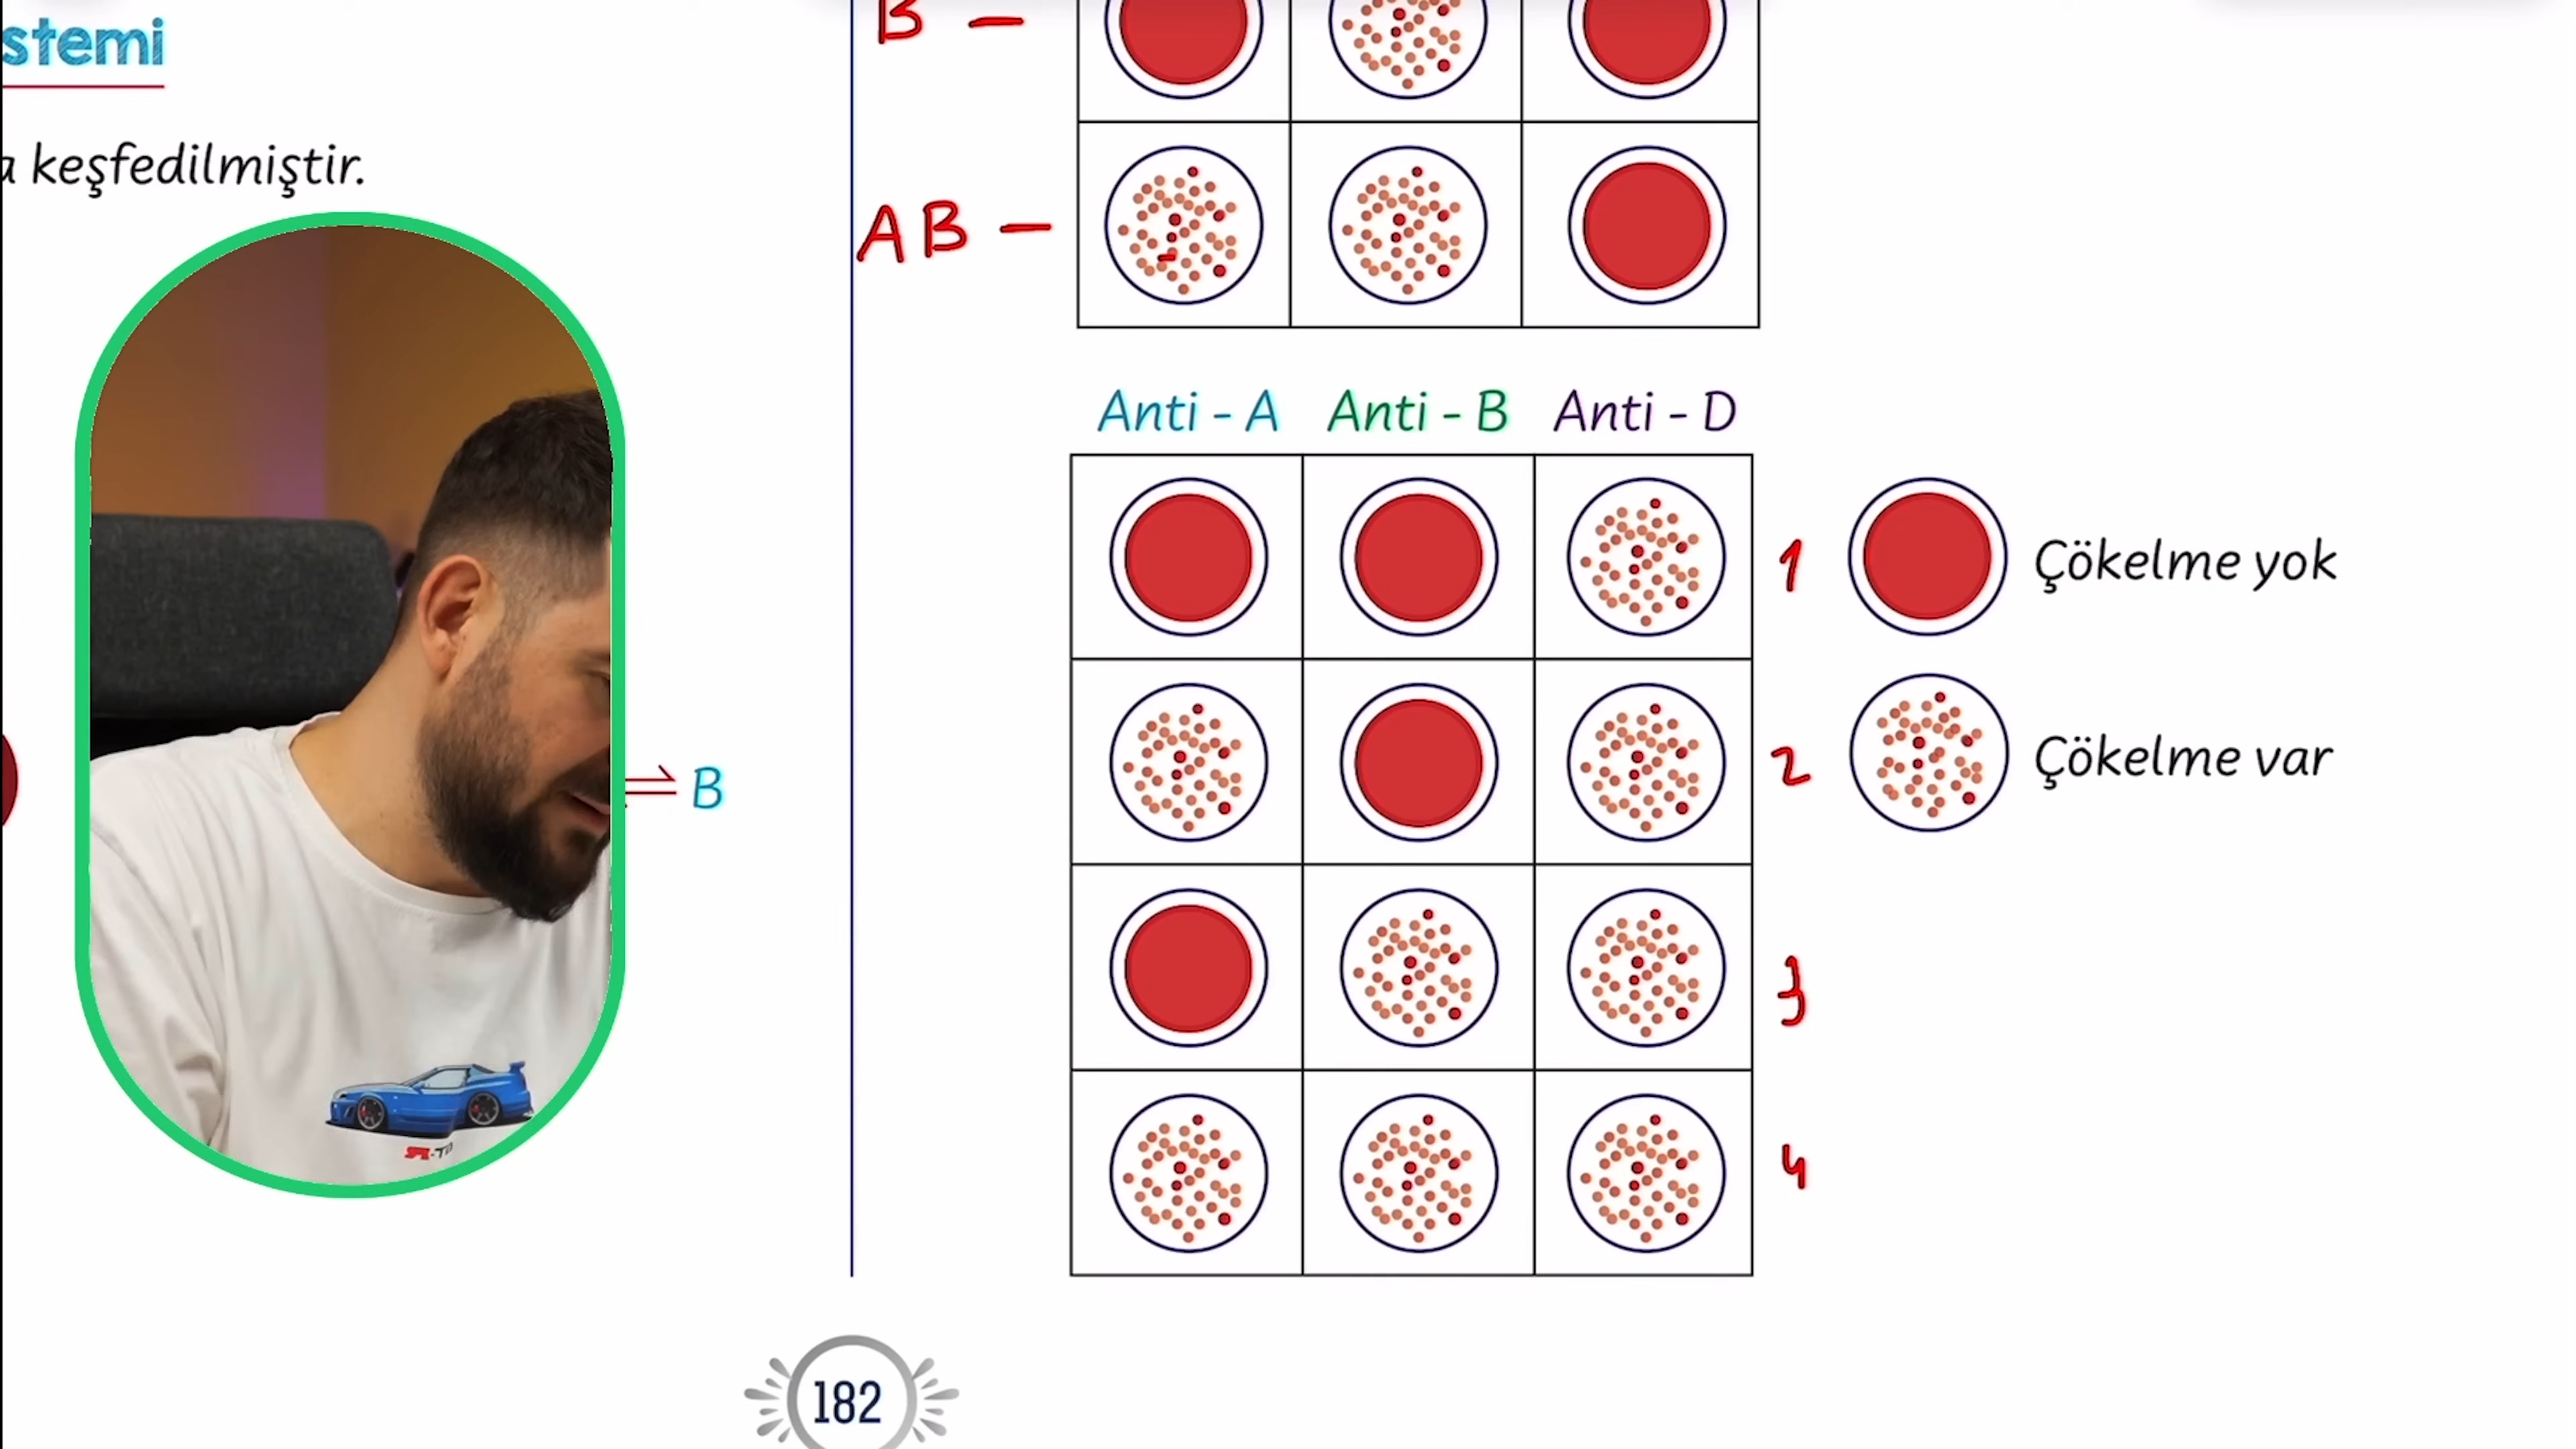 stemi
a keşfedilmiştir.
B
B -
AB -
Anti - A Anti - B Anti - D
1
Çökelme yok
2
Çökelme var
3
4
182